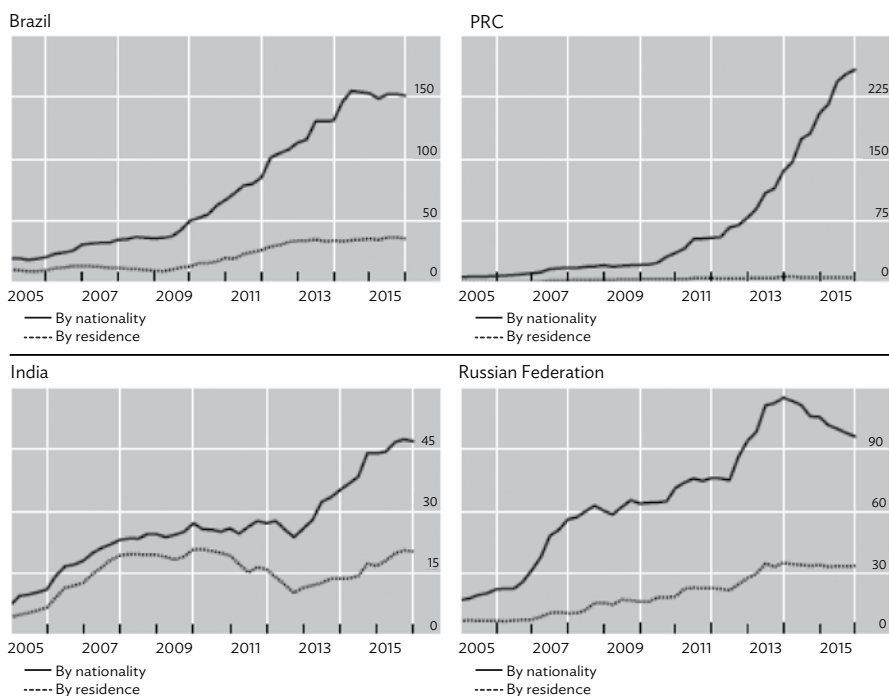 Brazil
150
100
50
0
2005 2007 2009 2011 2013 2015
By nationality
By residence
PRC
225
150
75
0
2005 2007 2009 2011 2013 2015
By nationality
By residence
India
45
30
15
0
2005 2007 2009 2011 2013 2015
By nationality
By residence
Russian Federation
90
60
30
0
2005 2007 2009 2011 2013 2015
By nationality
By residence